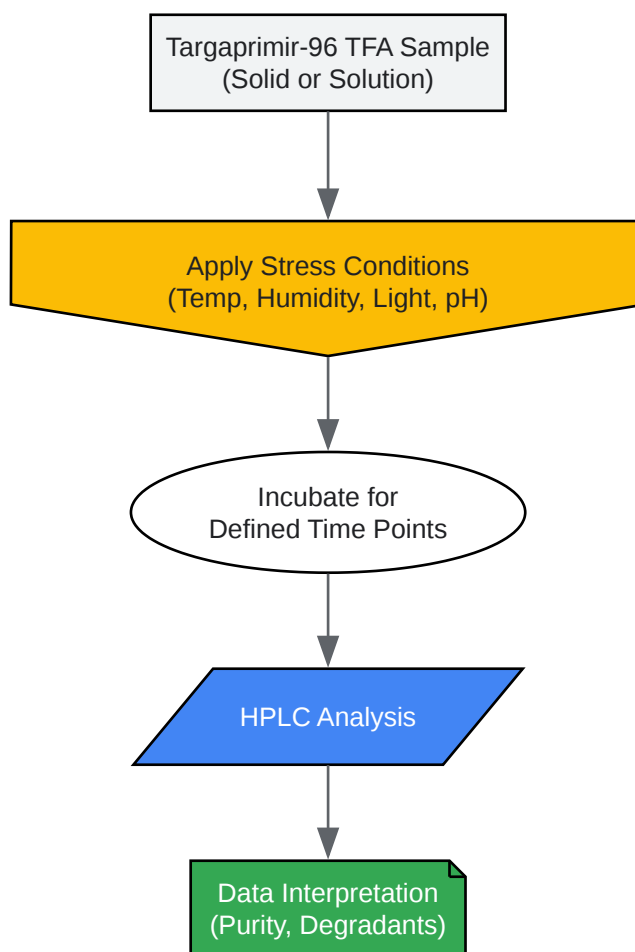 Targaprimir-96 TFA Sample
(Solid or Solution)
Apply Stress Conditions
(Temp, Humidity, Light, pH)
Incubate for
Defined Time Points
HPLC Analysis
Data Interpretation
(Purity, Degradants)